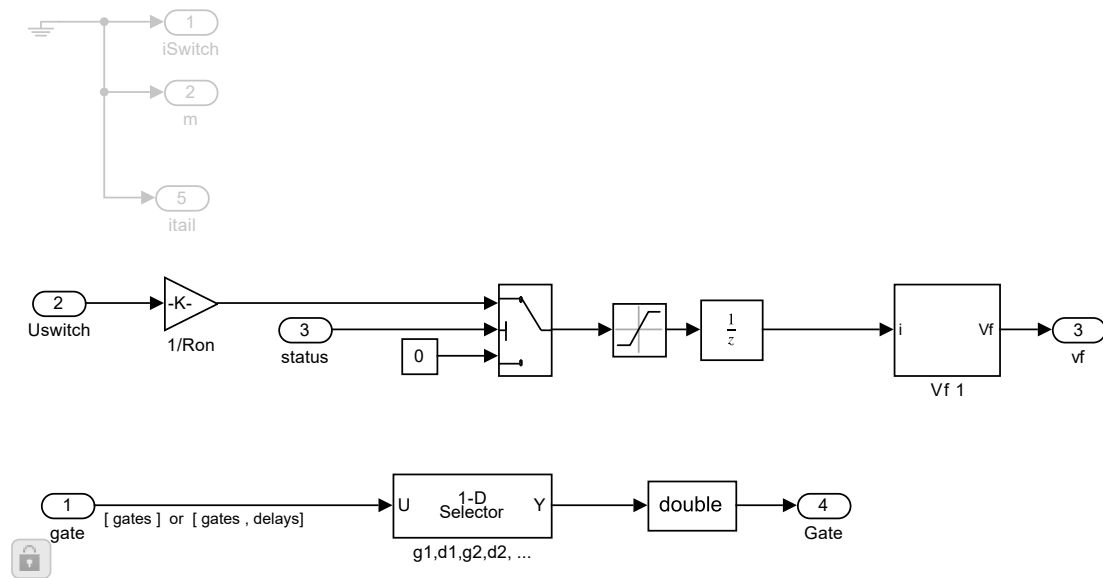 1
iSwitch
2
m
5
itail
2
Uswitch
-K-
1/Ron
3
status
0
1
z
i
Vf
Vf 1
3
vf
1
gate
[ gates ]  or  [ gates , delays]
U
1-D
Selector
Y
g1,d1,g2,d2, ...
double
4
Gate